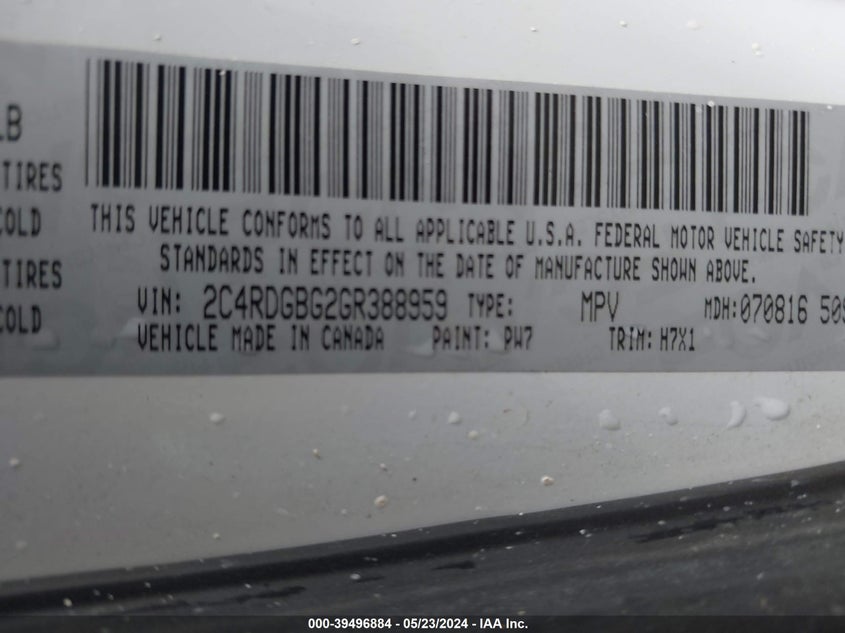 LB
TIRES
COLD
TIRES
COLD
THIS VEHICLE CONFORMS TO ALL APPLICABLE U.S.A. FEDERAL MOTOR VEHICLE SAFETY
STANDARDS IN EFFECT ON THE DATE OF MANUFACTURE SHOWN ABOVE.
VIN: 2C4RDGBG2GR388959 TYPE: MPV MDH:070816 509
VEHICLE MADE IN CANADA PAINT: PW7 TRIM: H7X1
000-39496884 / 05/23/2024 - IAA Inc.